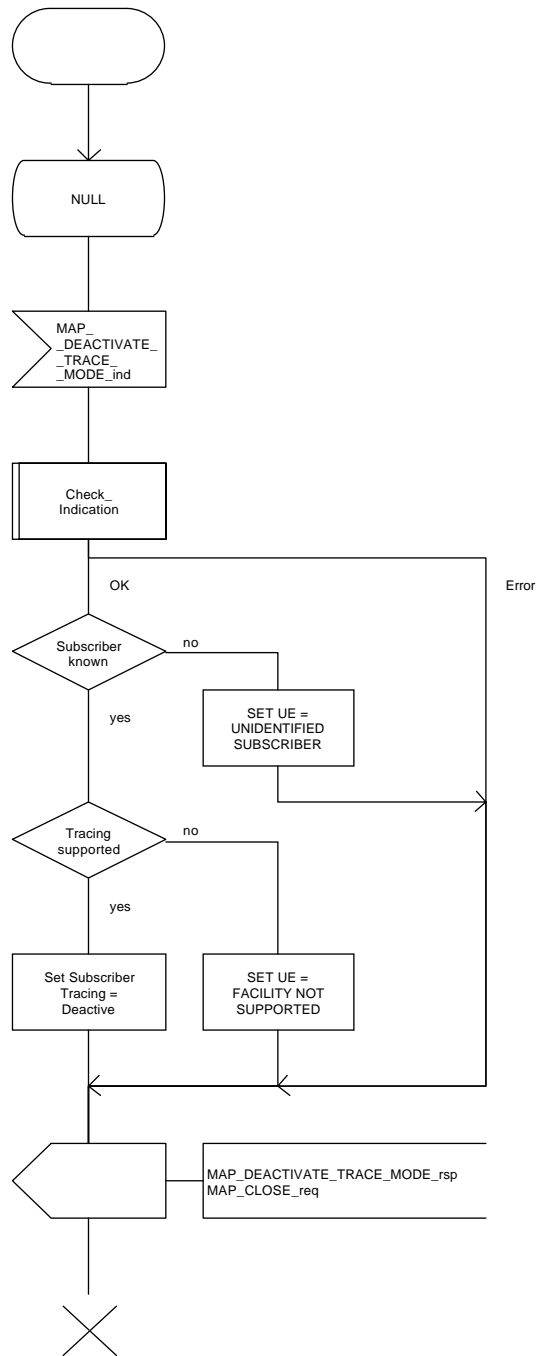 NULL
MAP_
_DEACTIVATE_
_TRACE_
_MODE_ind
Check_
Indication
OK
Error
Subscriber
known
no
yes
SET UE =
UNIDENTIFIED
SUBSCRIBER
Tracing
supported
no
yes
Set Subscriber
Tracing =
Deactive
SET UE =
FACILITY NOT
SUPPORTED
MAP_DEACTIVATE_TRACE_MODE_rsp
MAP_CLOSE_req